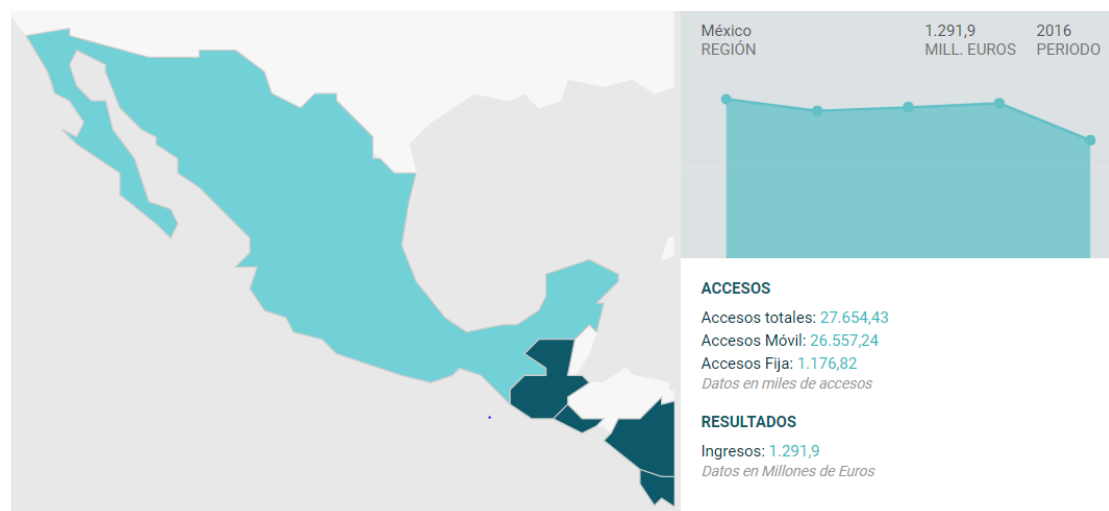 México 1.291,9 2016
REGIÓN MILL. EUROS PERIODO
ACCESOS
Accesos totales: 27.654,43
Accesos Móvil: 26.557,24
Accesos Fija: 1.176,82
Datos en miles de accesos
RESULTADOS
Ingresos: 1.291,9
Datos en Millones de Euros